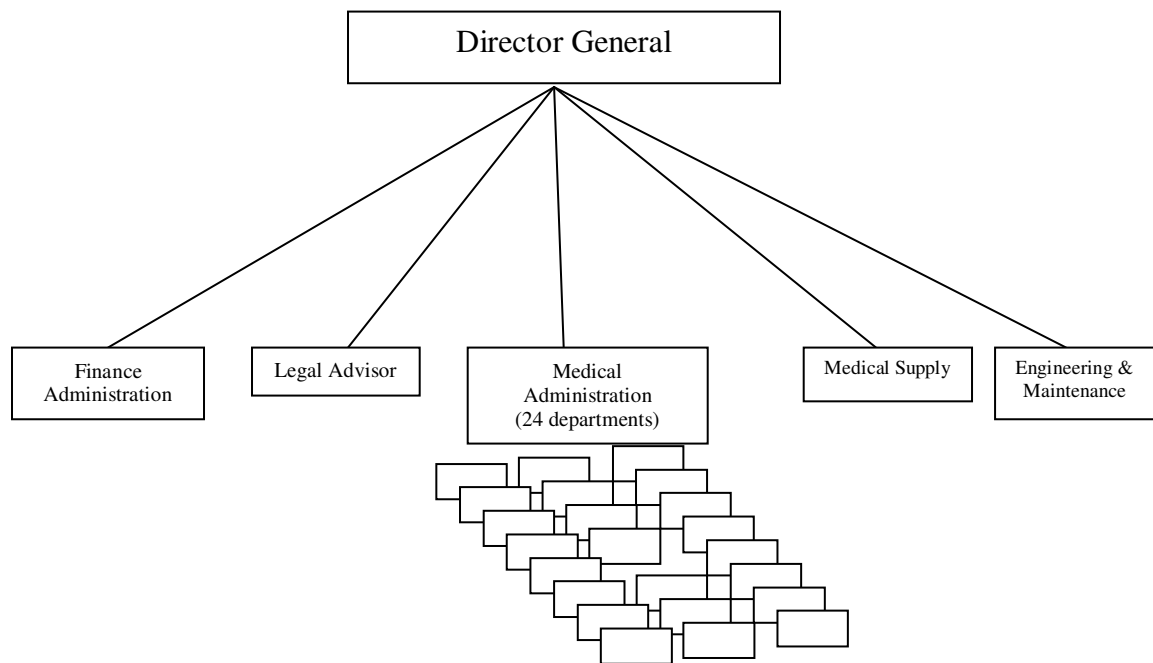 Director General
Finance
Administration
Legal Advisor
Medical
Administration
(24 departments)
Medical Supply
Engineering &
Maintenance